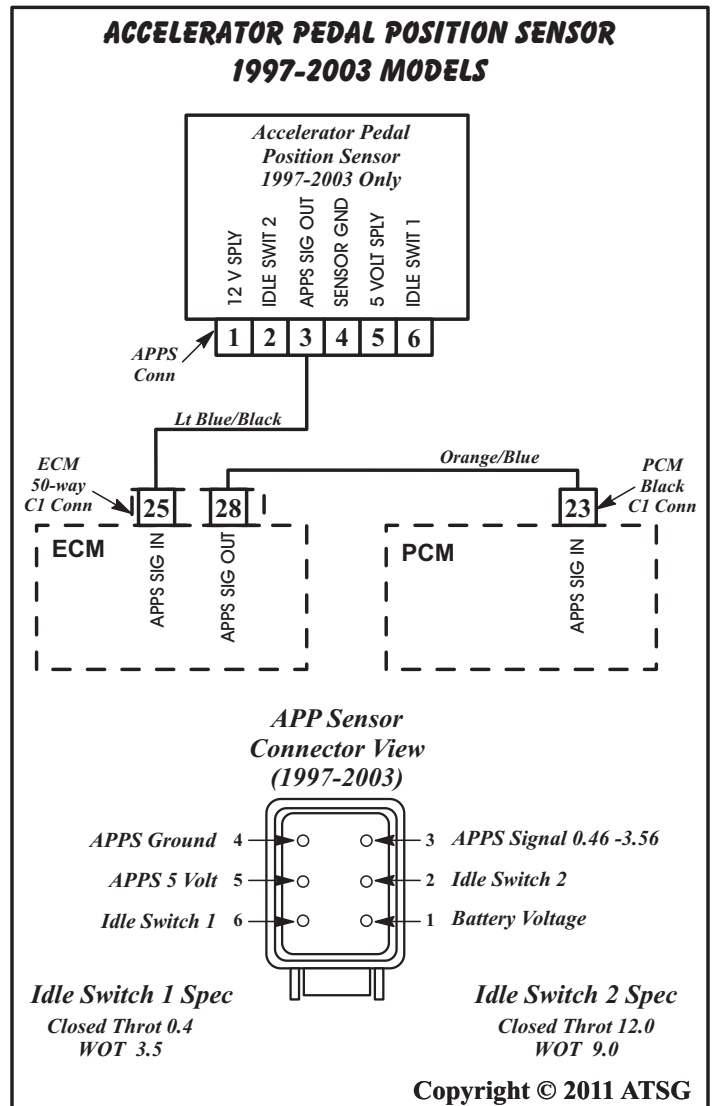 ACCELERATOR PEDAL POSITION SENSOR
1997-2003 MODELS
Accelerator Pedal
Position Sensor
1997-2003 Only
12 V SPLY
IDLE SWIT 2
APPS SIG OUT
SENSOR GND
5 VOLT SPLY
IDLE SWIT 1
1 2 3 4 5 6
APPS
Conn
Lt Blue/Black
Orange/Blue
ECM
50-way
C1 Conn
25 28
23
PCM
Black
C1 Conn
ECM
APPS SIG IN
APPS SIG OUT
PCM
APPS SIG IN
APP Sensor
Connector View
(1997-2003)
APPS Ground 4
3 APPS Signal 0.46 -3.56
APPS 5 Volt 5
2 Idle Switch 2
Idle Switch 1 6
1 Battery Voltage
Idle Switch 1 Spec
Closed Throt 0.4
WOT 3.5
Idle Switch 2 Spec
Closed Throt 12.0
WOT 9.0
Copyright © 2011 ATSG